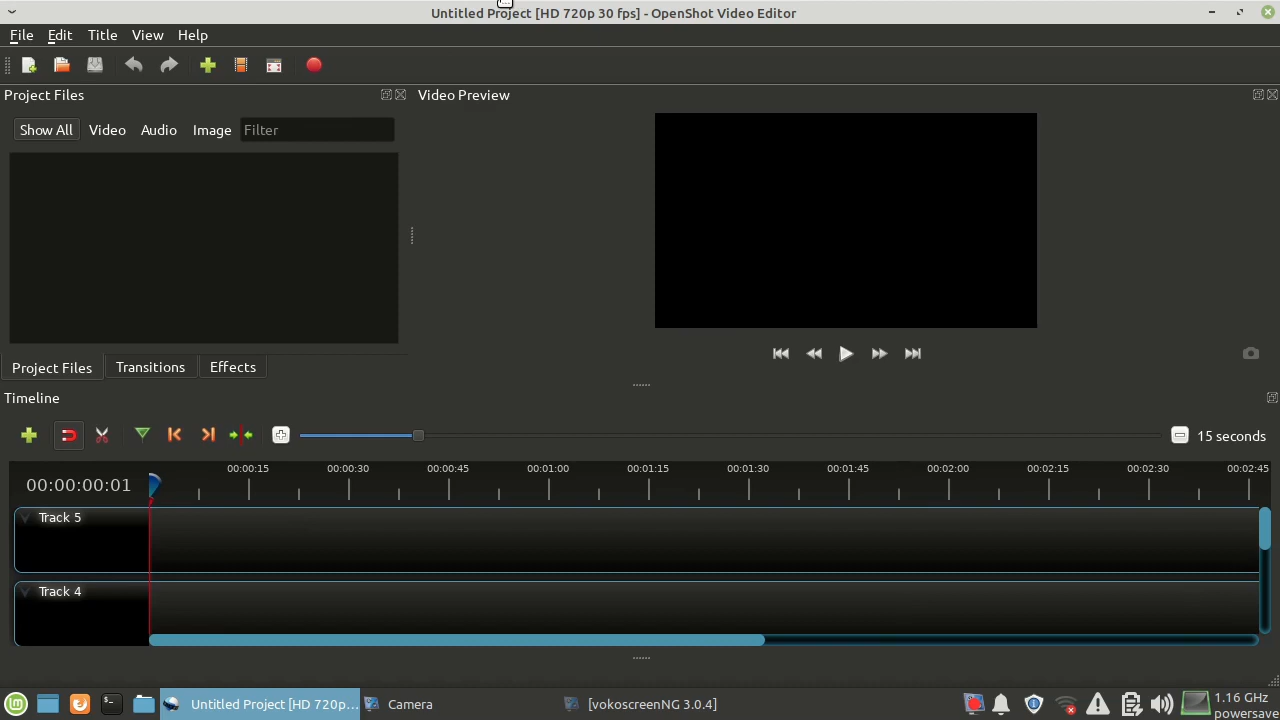 Untitled Project [HD 720p 30 fps] - OpenShot Video Editor
File Edit Title View Help
Project Files
Video Preview
Show All Video Audio Image Filter
Project Files Transitions Effects
Timeline
15 seconds
00:00:15 00:00:30 00:00:45 00:01:00 00:01:15 00:01:30 00:01:45 00:02:00 00:02:15 00:02:30 00:02:45
00:00:00:01
Track 5
Track 4
Untitled Project [HD 720p... Camera [vokoscreenNG 3.0.4]
1.16 GHz
powersave